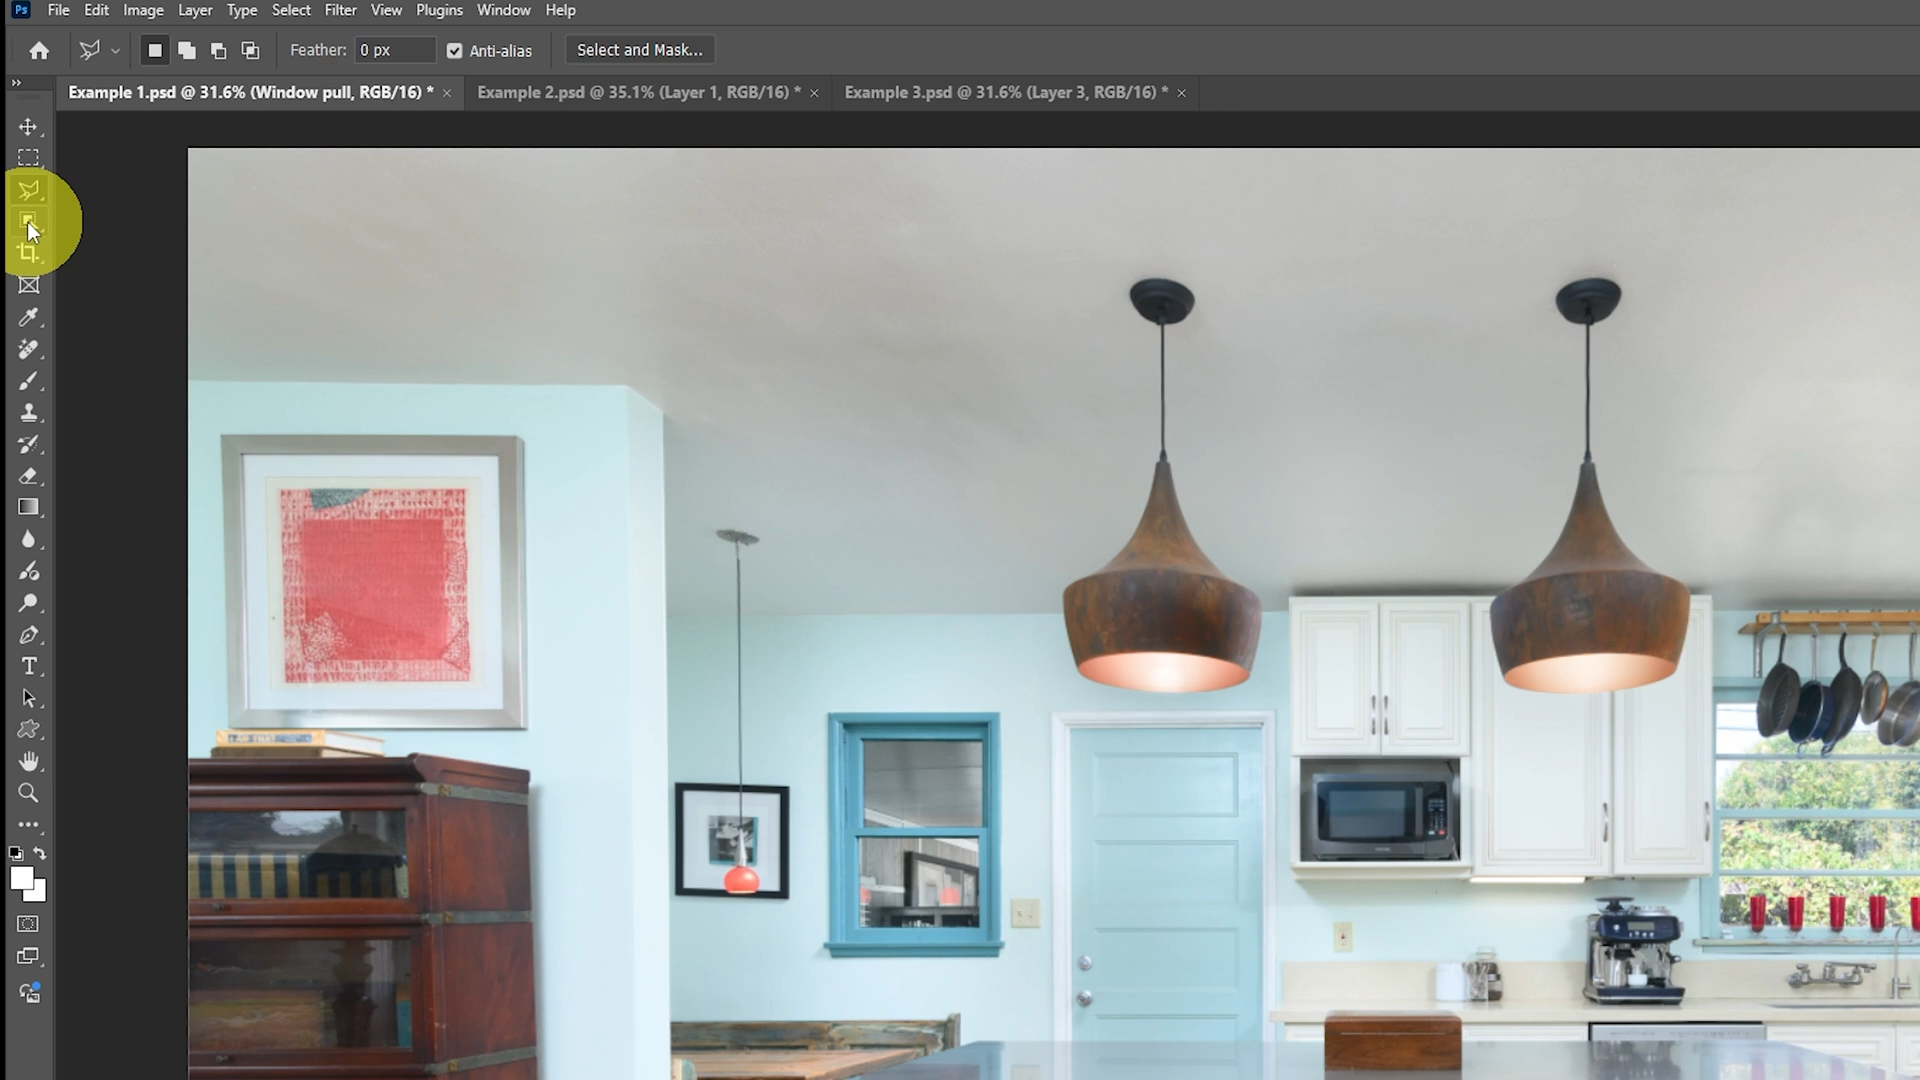 Ps File Edit Image Layer Type Select Filter View Plugins Window Help
Feather: 0 px Anti-alias Select and Mask...
Example 1.psd @ 31.6% (Window pull, RGB/16) * × Example 2.psd @ 35.1% (Layer 1, RGB/16) * × Example 3.psd @ 31.6% (Layer 3, RGB/16) * ×
T